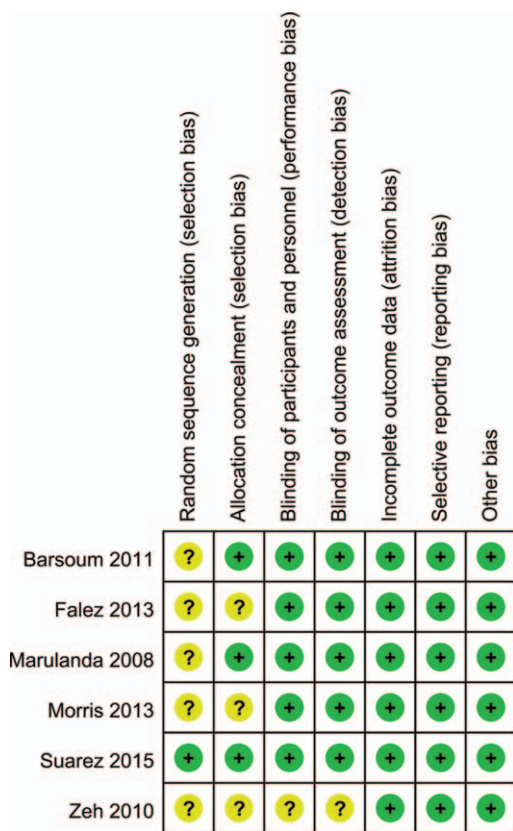 Random sequence generation (selection bias)
Allocation concealment (selection bias)
Blinding of participants and personnel (performance bias)
Blinding of outcome assessment (detection bias)
Incomplete outcome data (attrition bias)
Selective reporting (reporting bias)
Other bias
Barsoum 2011 ? + + + + + +
Falez 2013 ? ? + + + + +
Marulanda 2008 ? + + + + + +
Morris 2013 ? ? + + + + +
Suarez 2015 + + + + + + +
Zeh 2010 ? ? ? ? + + +